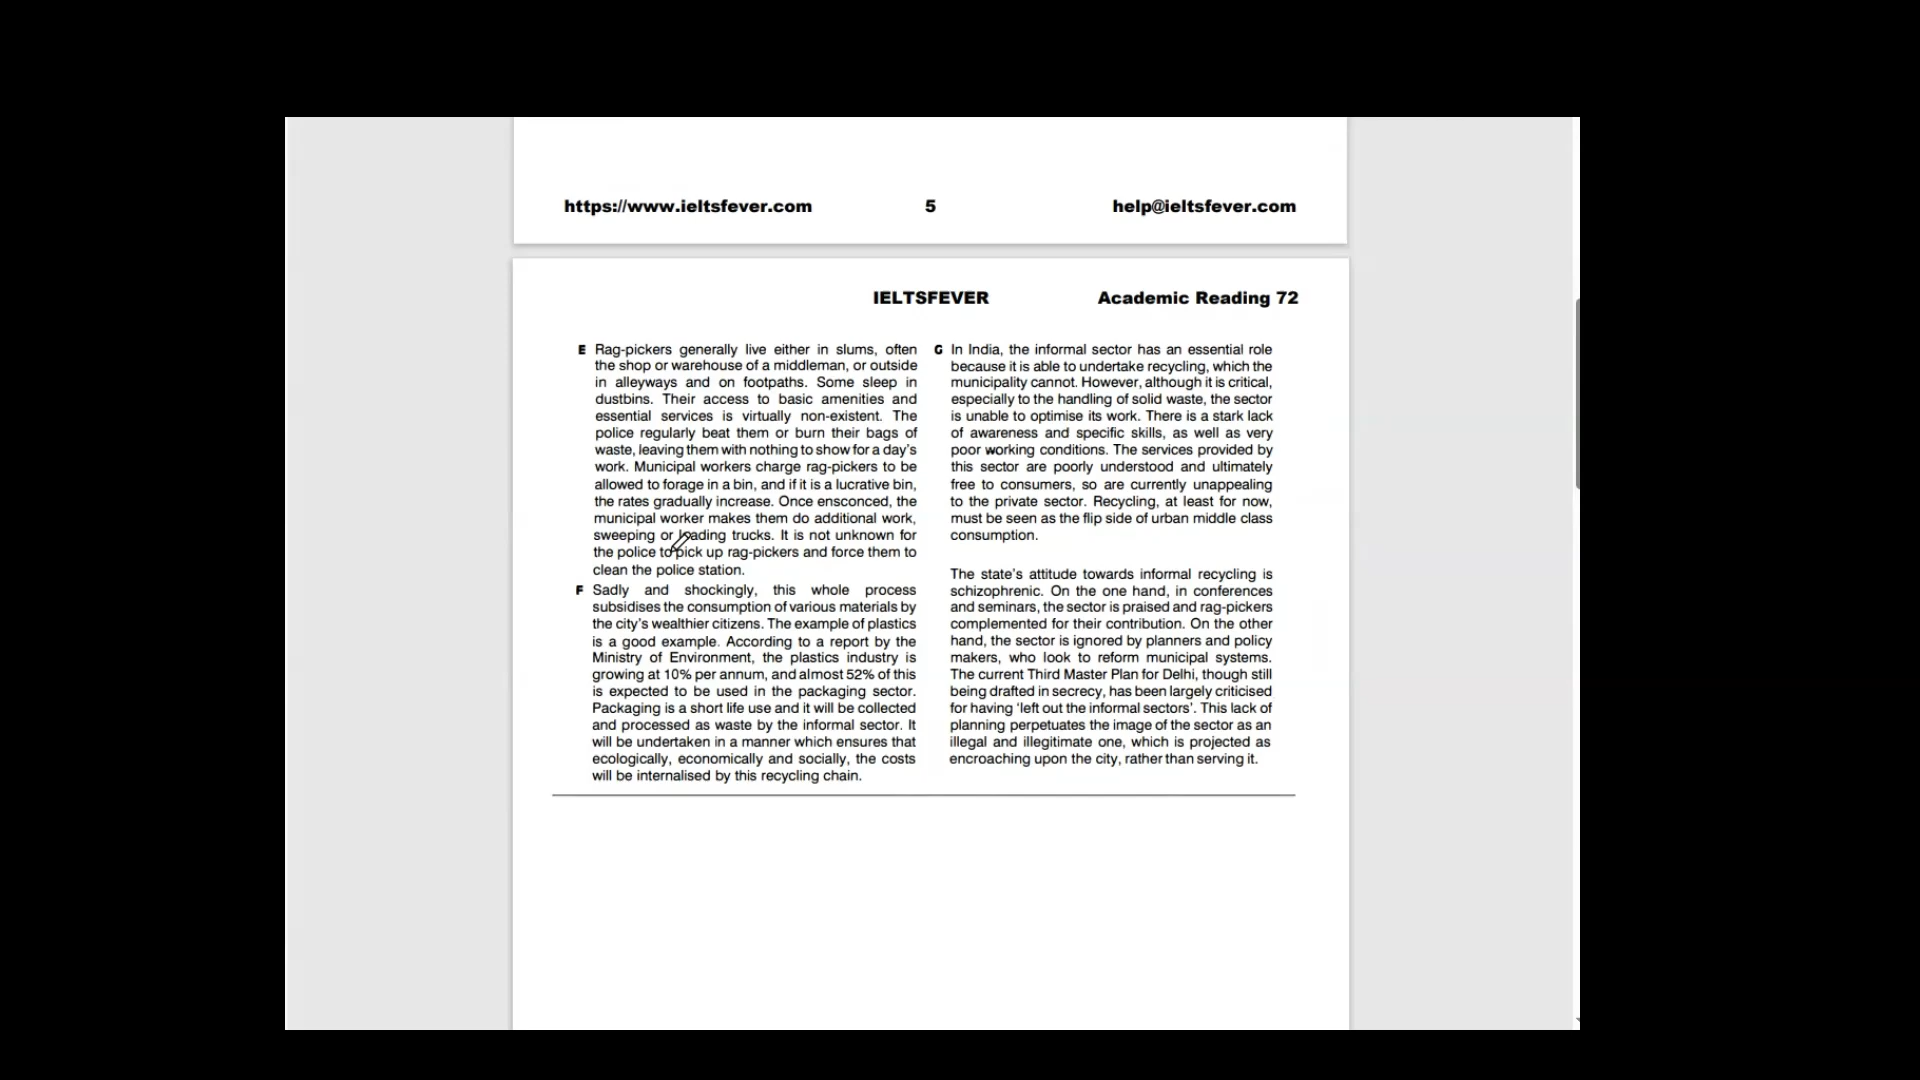 https://www.ieltsfever.com 5 help@ieltsfever.com
IELTSFEVER Academic Reading 72
E Rag-pickers generally live either in slums, often
the shop or warehouse of a middleman, or outside
in alleyways and on footpaths. Some sleep in
dustbins. Their access to basic amenities and
essential services is virtually non-existent. The
police regularly beat them or burn their bags of
waste, leaving them with nothing to show for a day's
work. Municipal workers charge rag-pickers to be
allowed to forage in a bin, and if it is a lucrative bin,
the rates gradually increase. Once ensconced, the
municipal worker makes them do additional work,
sweeping or loading trucks. It is not unknown for
the police to pick up rag-pickers and force them to
clean the police station.
F Sadly and shockingly, this whole process
subsidises the consumption of various materials by
the city's wealthier citizens. The example of plastics
is a good example. According to a report by the
Ministry of Environment, the plastics industry is
growing at 10% per annum, and almost 52% of this
is expected to be used in the packaging sector.
Packaging is a short life use and it will be collected
and processed as waste by the informal sector. It
will be undertaken in a manner which ensures that
ecologically, economically and socially, the costs
will be internalised by this recycling chain.
G In India, the informal sector has an essential role
because it is able to undertake recycling, which the
municipality cannot. However, although it is critical,
especially to the handling of solid waste, the sector
is unable to optimise its work. There is a stark lack
of awareness and specific skills, as well as very
poor working conditions. The services provided by
this sector are poorly understood and ultimately
free to consumers, so are currently unappealing
to the private sector. Recycling, at least for now,
must be seen as the flip side of urban middle class
consumption.
The state's attitude towards informal recycling is
schizophrenic. On the one hand, in conferences
and seminars, the sector is praised and rag-pickers
complemented for their contribution. On the other
hand, the sector is ignored by planners and policy
makers, who look to reform municipal systems.
The current Third Master Plan for Delhi, though still
being drafted in secrecy, has been largely criticised
for having 'left out the informal sectors'. This lack of
planning perpetuates the image of the sector as an
illegal and illegitimate one, which is projected as
encroaching upon the city, rather than serving it.